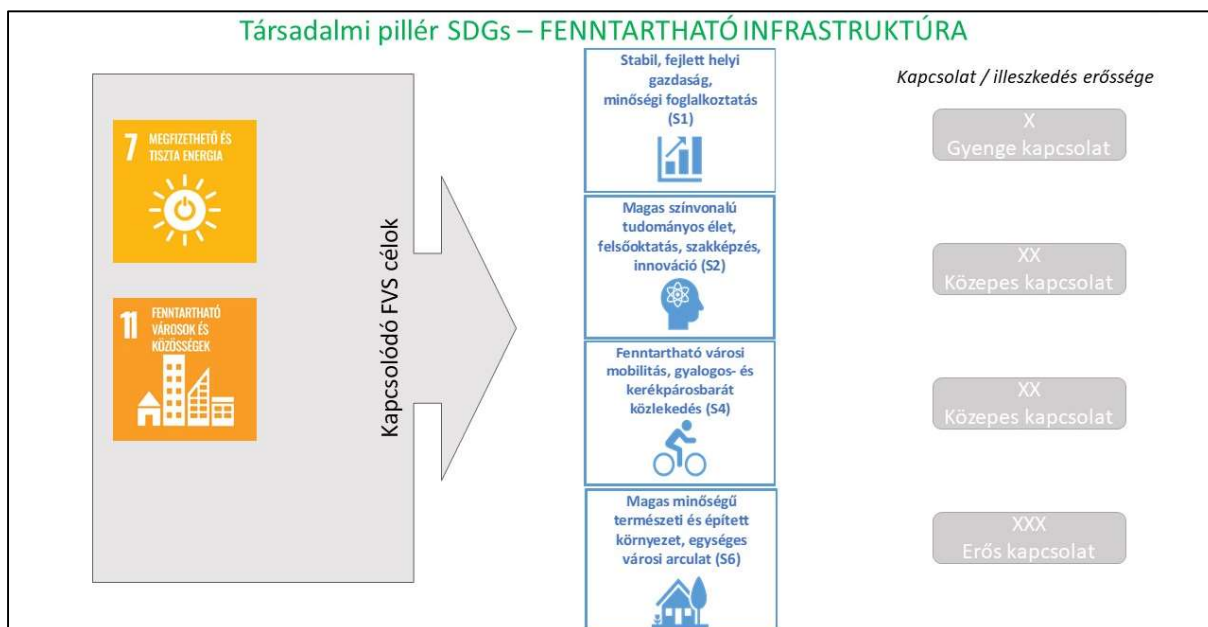 Társadalmi pillér SDGs – FENNTARTHATÓ INFRASTRUKTÚRA
7 MEGFIZETHETŐ ÉS
TISZTA ENERGIA
11 FENNTARTHATÓ
VÁROSOK ÉS
KÖZÖSSÉGEK
Kapcsolódó FVS célok
Stabil, fejlett helyi
gazdaság,
minőségi foglalkoztatás
(S1)
Magas színvonalú
tudományos élet,
felsőoktatás, szakképzés,
innováció (S2)
Fenntartható városi
mobilitás, gyalogos- és
kerékpárosbarát
közlekedés (S4)
Magas minőségű
természeti és épített
környezet, egységes
városi arculat (S6)
Kapcsolat / illeszkedés erőssége
X
Gyenge kapcsolat
XX
Közepes kapcsolat
XX
Közepes kapcsolat
XXX
Erős kapcsolat